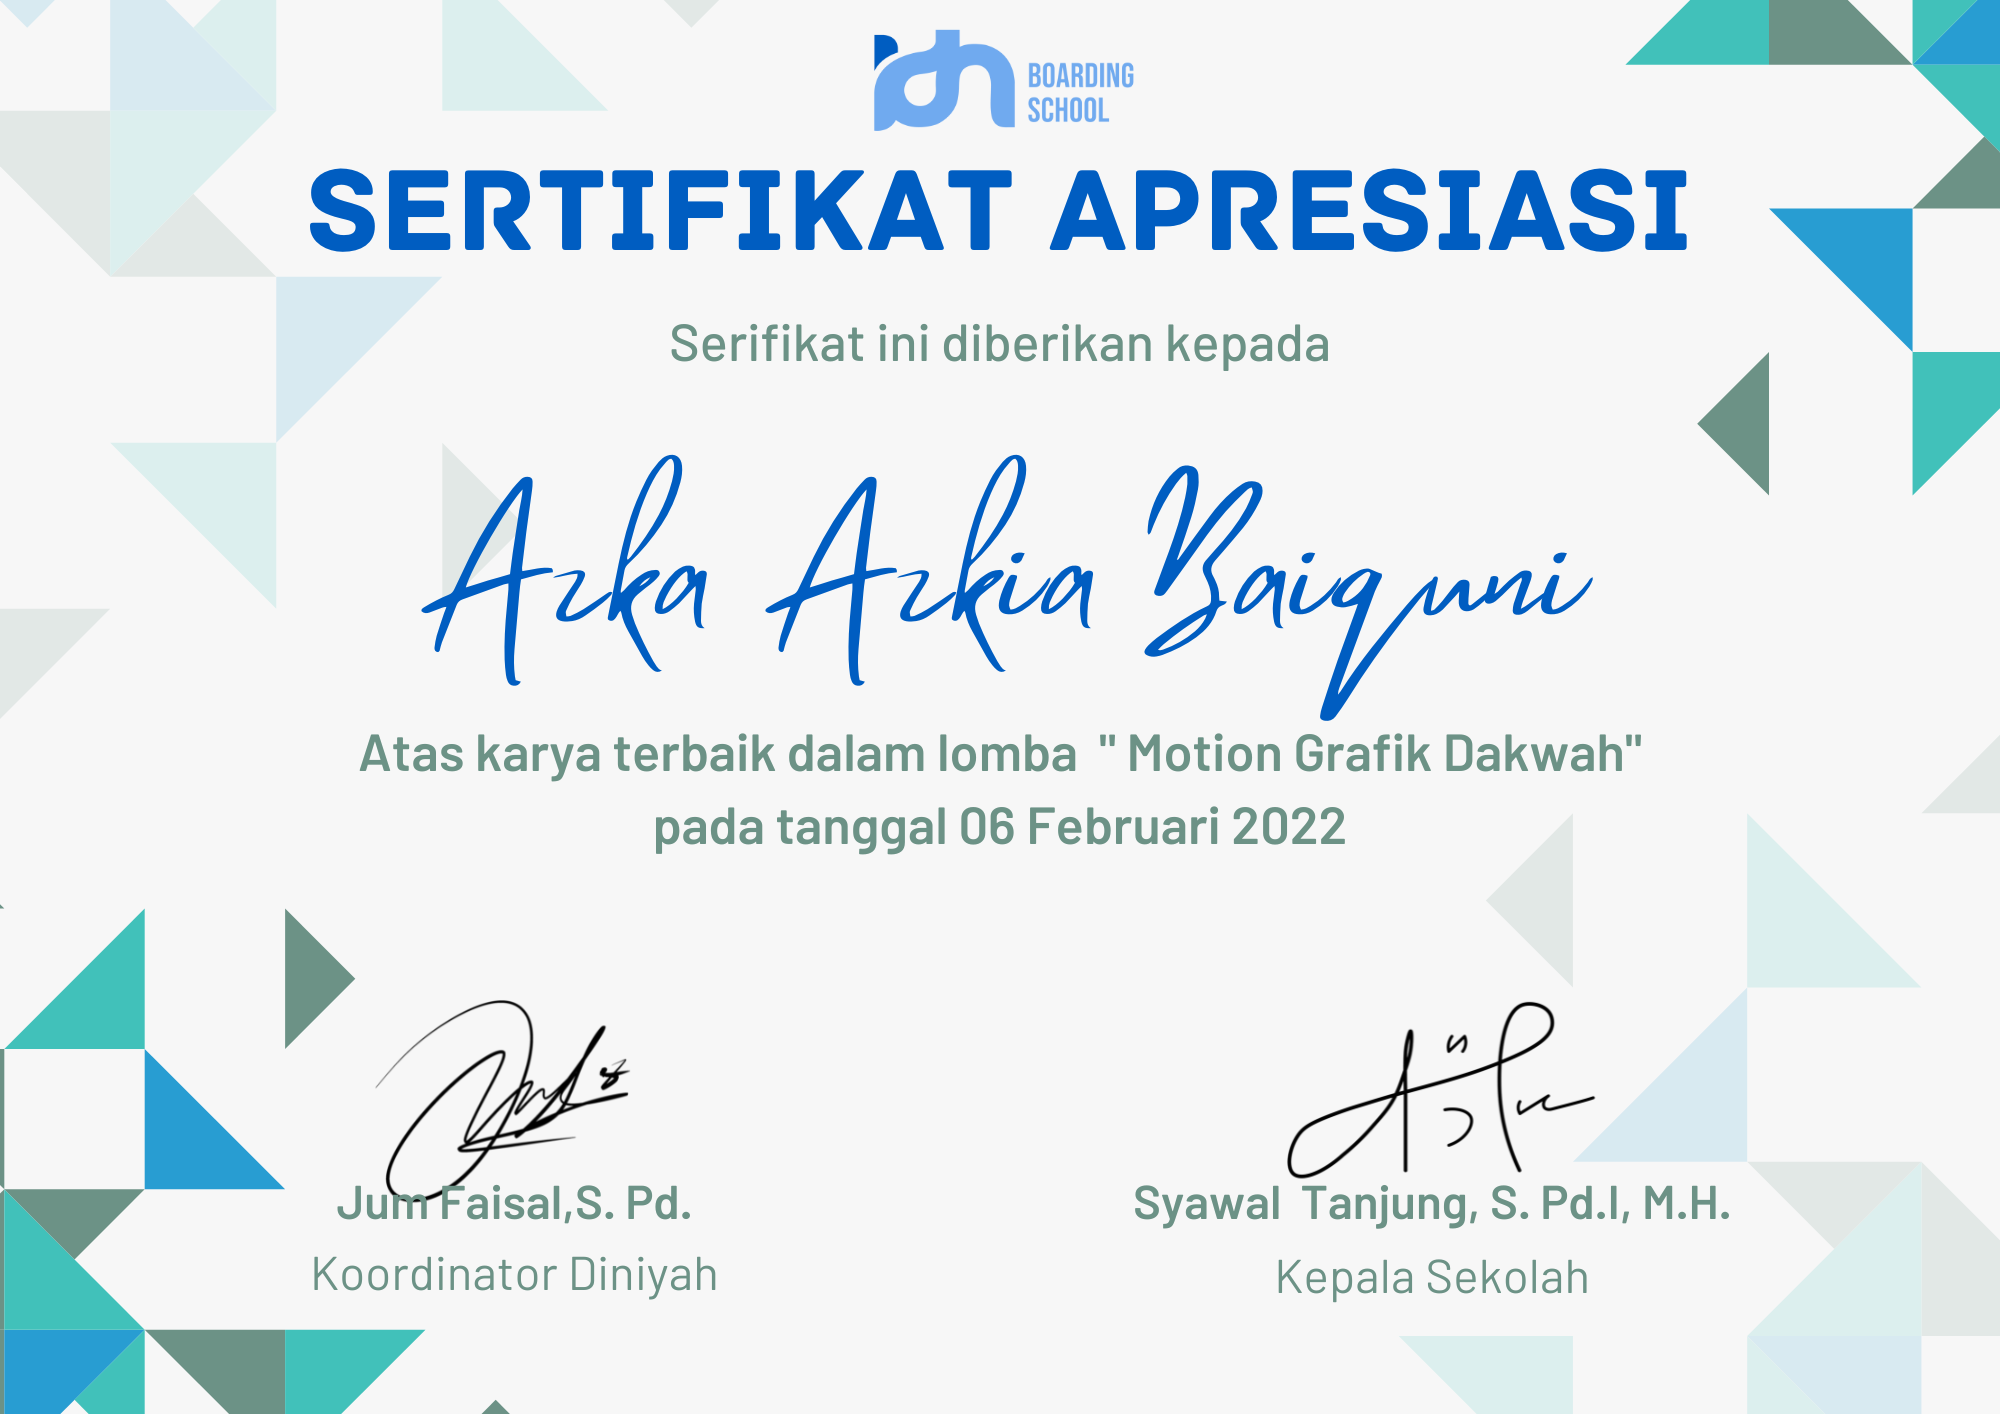 idn BOARDING
SCHOOL
SERTIFIKAT APRESIASI
Serifikat ini diberikan kepada
Azka Azkia Baiquni
Atas karya terbaik dalam lomba " Motion Grafik Dakwah"
pada tanggal 06 Februari 2022
Jum Faisal,S. Pd.
Syawal Tanjung, S. Pd.I, M.H.
Koordinator Diniyah
Kepala Sekolah